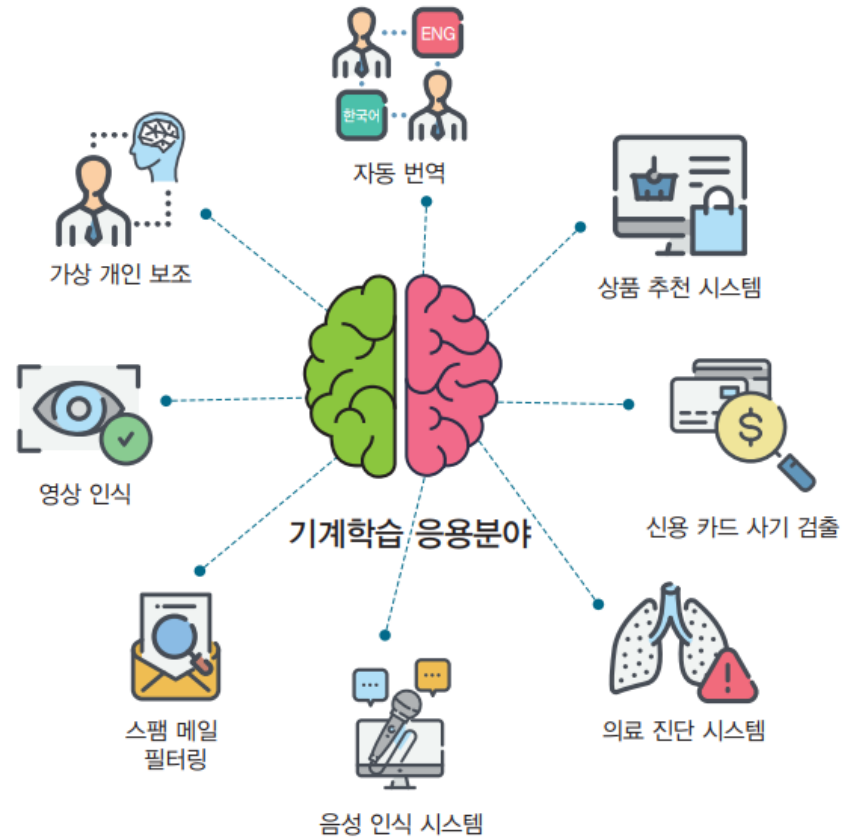 ENG
한국어
자동 번역
가상 개인 보조
상품 추천 시스템
영상 인식
신용 카드 사기 검출
기계학습 응용분야
스팸 메일
필터링
의료 진단 시스템
음성 인식 시스템